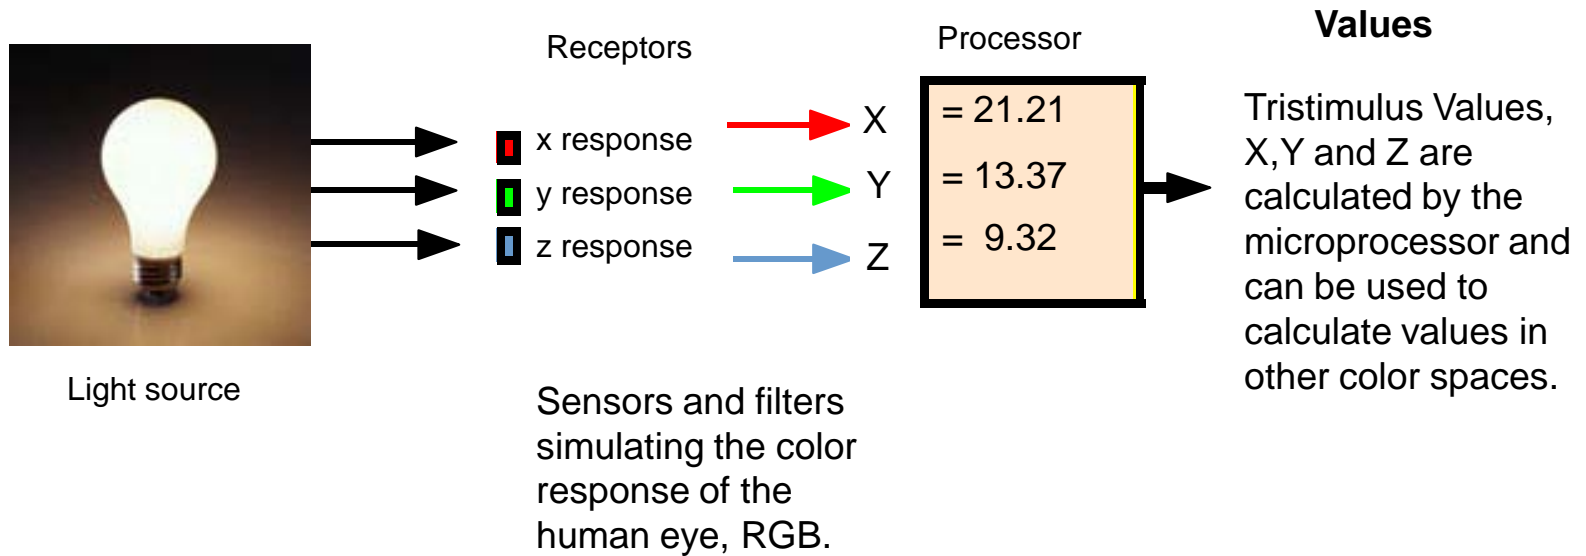 Values
Receptors
Processor
x response
y response
z response
X
Y
Z
= 21.21
= 13.37
= 9.32
Tristimulus Values,
X,Y and Z are
calculated by the
microprocessor and
can be used to
calculate values in
other color spaces.
Light source
Sensors and filters
simulating the color
response of the
human eye, RGB.